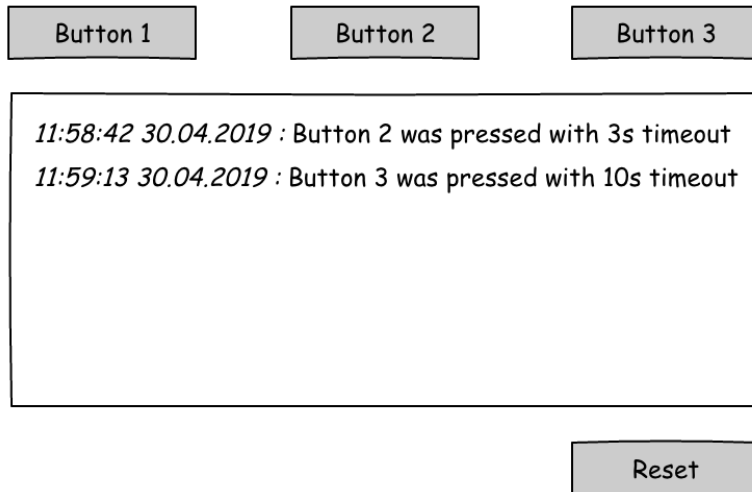 Button 1
Button 2
Button 3
11:58:42 30.04.2019 : Button 2 was pressed with 3s timeout
11:59:13 30.04.2019 : Button 3 was pressed with 10s timeout
Reset